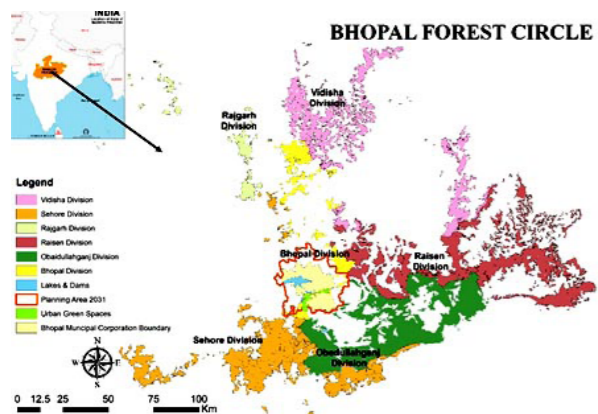 INDIA
BHOPAL FOREST CIRCLE
Vidisha
Division
Rajgarh
Division
Legend
Vidisha Division
Sehore Division
Rajgarh Division
Raisen Division
Obaidullahganj Division
Bhopal Division
Lakes & Dams
Planning Area 2031
Urban Green Spaces
Bhopal Muncipal Corporation Boundary
Bhopal Division
Raisen
Division
Sehore Division
Obedullahganj
Division
N
W E
S
0 12.5 25 50 75 100
Km